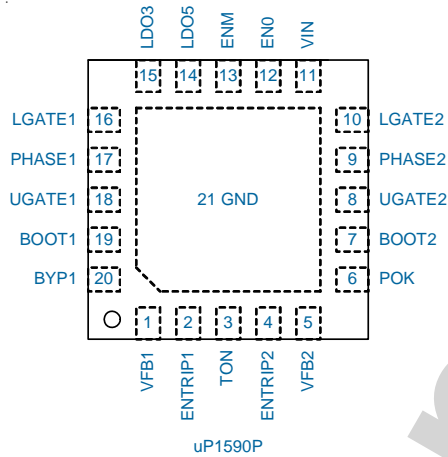 LDO3 LDO5 ENM EN0 VIN
15 14 13 12 11
LGATE1 16 10 LGATE2
PHASE1 17 9 PHASE2
UGATE1 18 21 GND 8 UGATE2
BOOT1 19 7 BOOT2
BYP1 20 6 POK
1 2 3 4 5
VFB1 ENTRIP1 TON ENTRIP2 VFB2
uP1590P